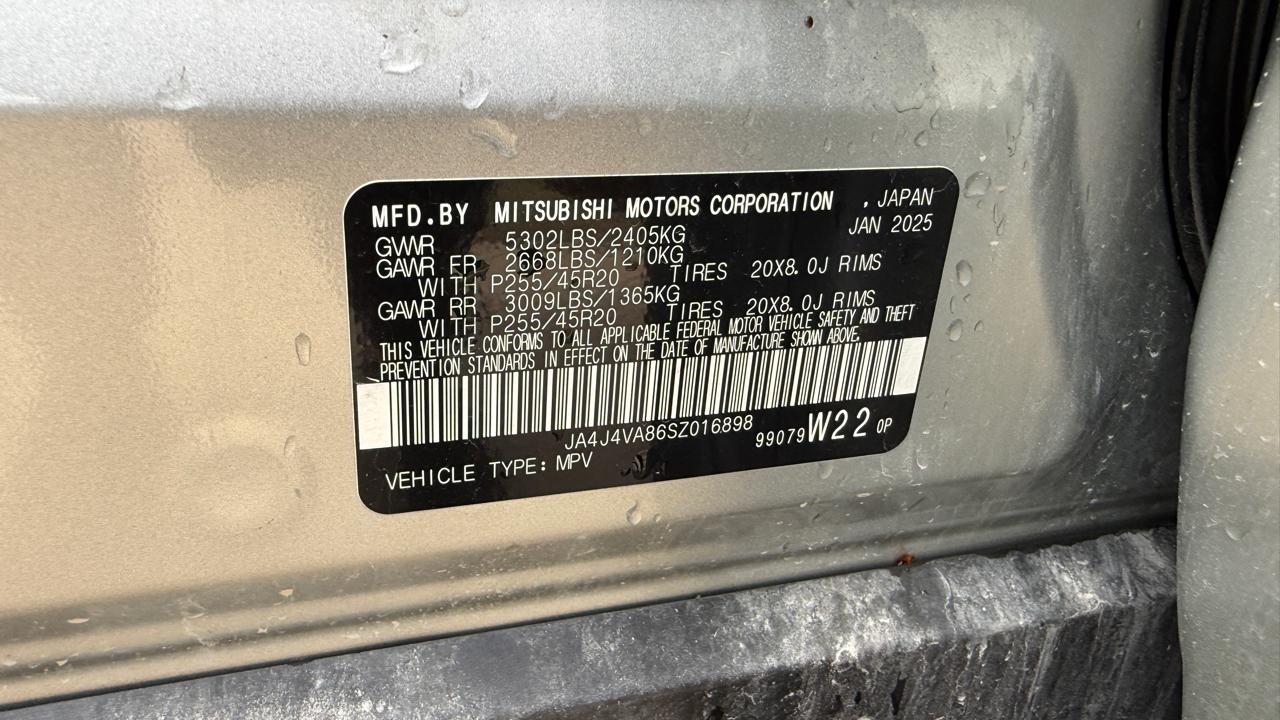 MFD.BY MITSUBISHI MOTORS CORPORATION , JAPAN
JAN 2025
GVWR 5302LBS/2405KG
GAWR FR 2668LBS/1210KG
WITH P255/45R20 TIRES 20X8.0J RIMS
GAWR RR 3009LBS/1365KG
WITH P255/45R20 TIRES 20X8.0J RIMS
THIS VEHICLE CONFORMS TO ALL APPLICABLE FEDERAL MOTOR VEHICLE SAFETY AND THEFT
PREVENTION STANDARDS IN EFFECT ON THE DATE OF MANUFACTURE SHOWN ABOVE.
JA4J4VA86SZ016898
99079 W22 0P
VEHICLE TYPE: MPV